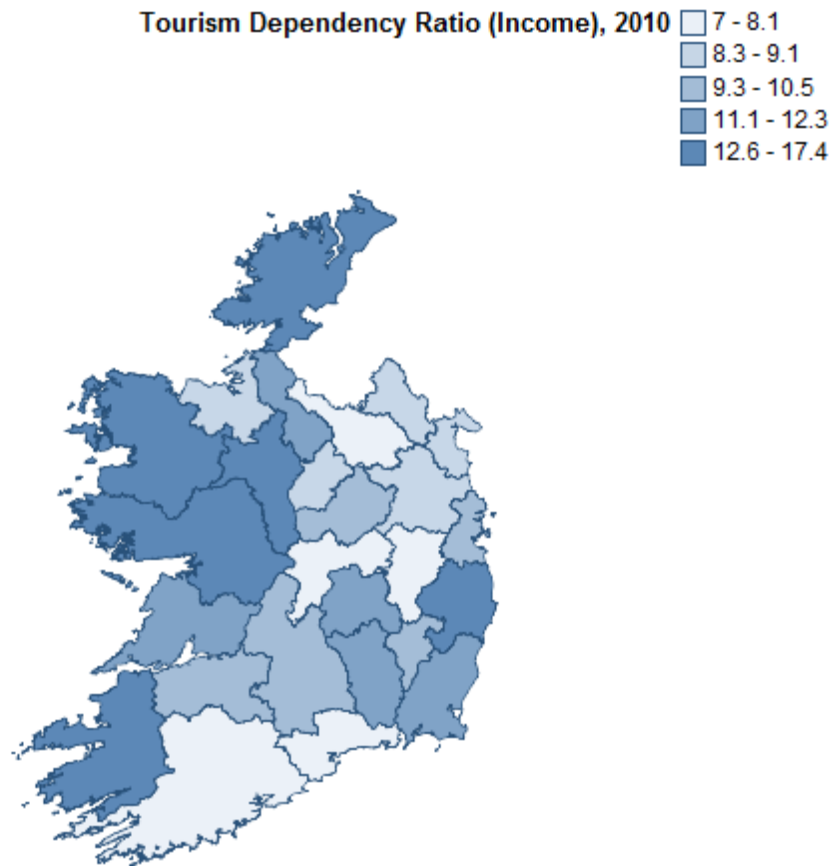 Tourism Dependency Ratio (Income), 2010
7 - 8.1
8.3 - 9.1
9.3 - 10.5
11.1 - 12.3
12.6 - 17.4